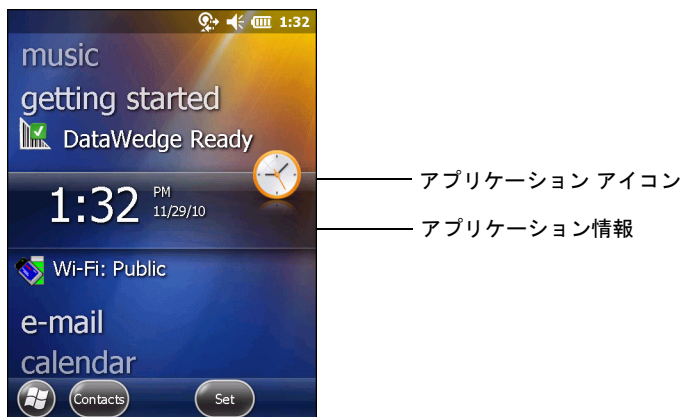 1:32
music
getting started
DataWedge Ready
アプリケーション アイコン
1:32 PM
11/29/10
アプリケーション情報
Wi-Fi: Public
e-mail
calendar
Contacts
Set